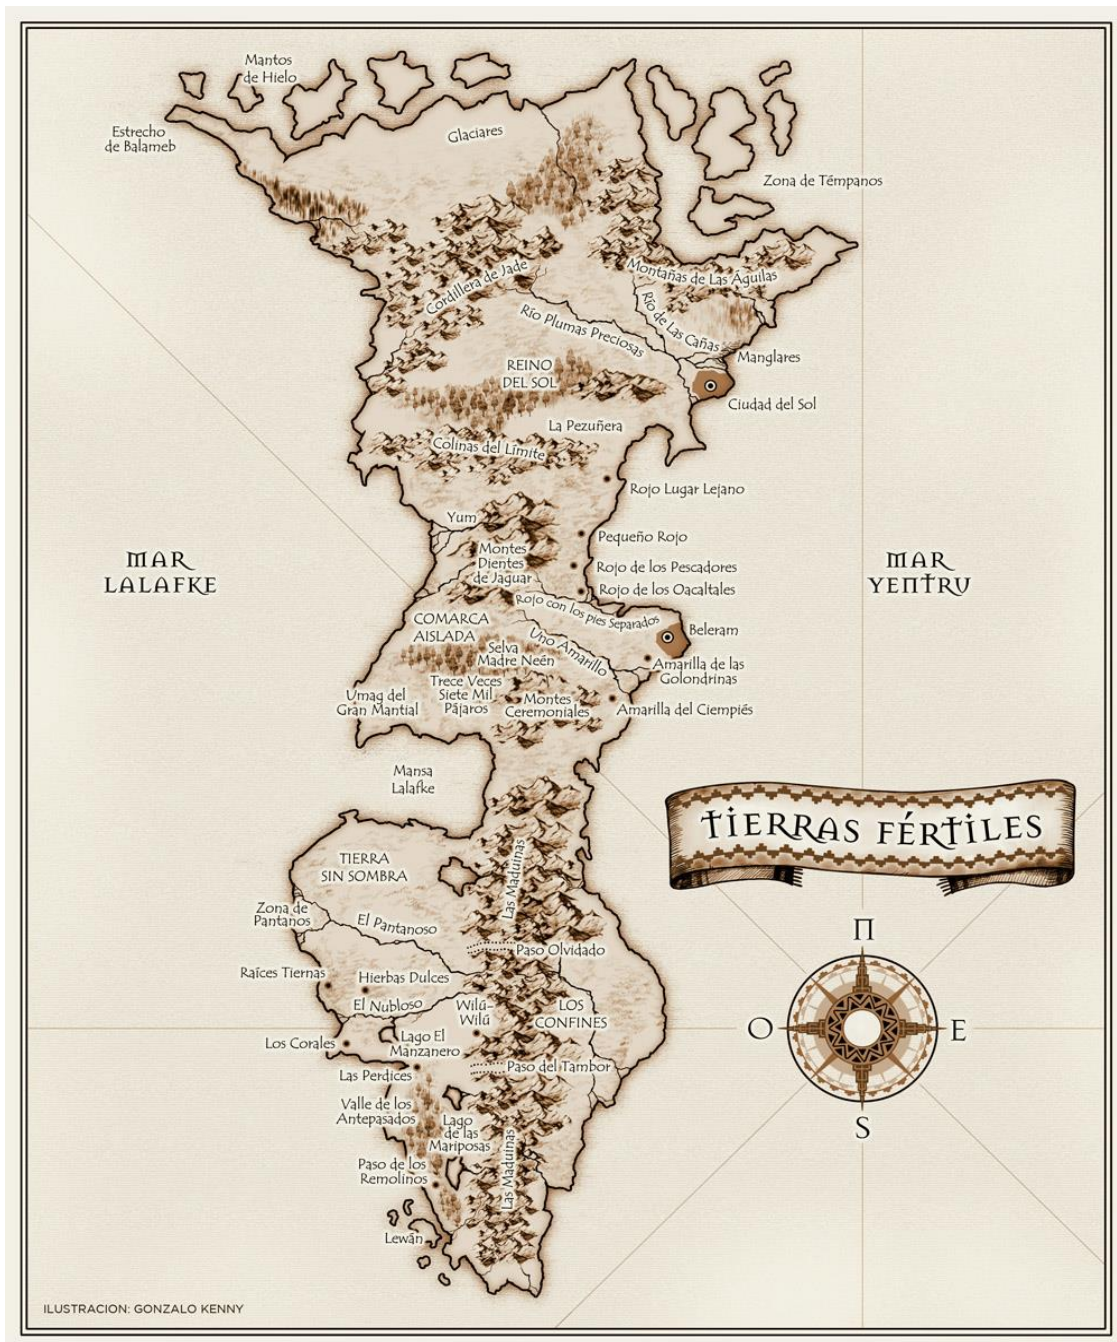 Mantos
de Hielo
Estrecho
de Balameb
Glaciares
Zona de Témpanos
Cordillera de Jade
Montañas de Las Águilas
Río de Las Cañas
Río Plumas Preciosas
Manglares
REINO
DEL SOL
Ciudad del Sol
La Pezuñera
Colinas del Límite
Rojo Lugar Lejano
Yum
Pequeño Rojo
Montes
Dientes
de Jaguar
MAR
LALAFKE
MAR
YENTRU
Rojo de los Pescadores
Rojo de los Oacaltales
Rojo con los pies Separados
COMARCA
AISLADA
Beleram
Uno Amarillo
Selva
Madre Neén
Amarilla de las
Golondrinas
Trece Veces
Siete Mil
Pájaros
Umag del
Gran Mantial
Montes
Ceremoniales
Amarilla del Ciempiés
Mansa
Lalafke
TIERRAS FÉRTILES
TIERRA
SIN SOMBRA
Las Maduinas
Zona de
Pantanos
El Pantanoso
Paso Olvidado
Raíces Tiernas
Hierbas Dulces
El Nubloso
Wilú-
Wilú
LOS
CONFINES
Los Corales
Lago El
Manzanero
Las Perdices
Paso del Tambor
Valle de los
Antepasados
Lago
de las
Mariposas
Las Maduinas
Paso de los
Remolinos
Lewán
Π
O
E
S
ILUSTRACION: GONZALO KENNY